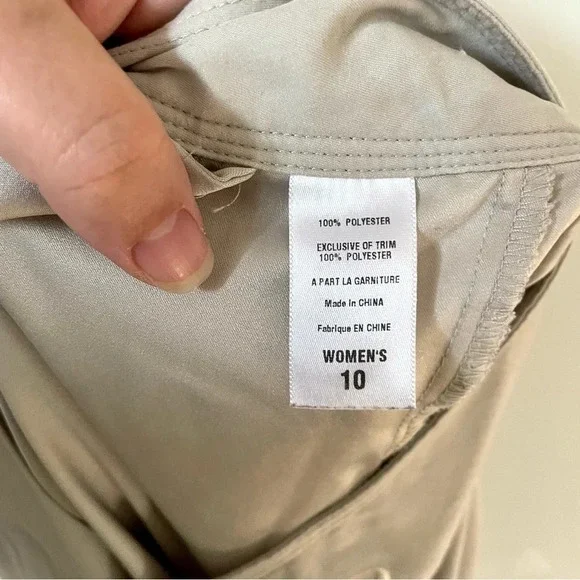 100% POLYESTER
EXCLUSIVE OF TRIM
100% POLYESTER
A PART LA GARNITURE
Made In CHINA
Fabrique EN CHINE
WOMEN'S
10